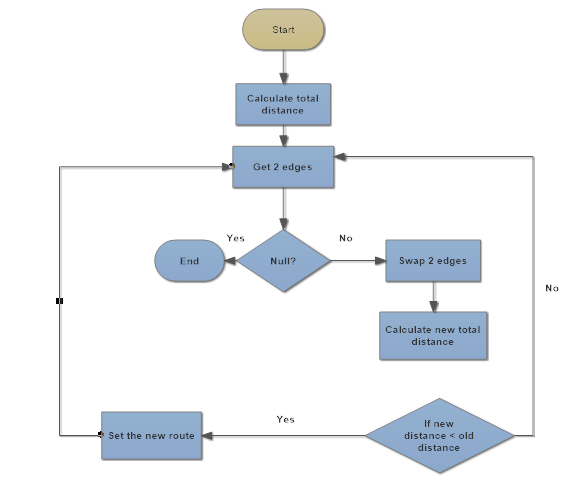 Start
Calculate total
distance
Get 2 edges
Yes
No
End
Null?
Swap 2 edges
No
Calculate new total
distance
Yes
If new
distance < old
distance
Set the new route